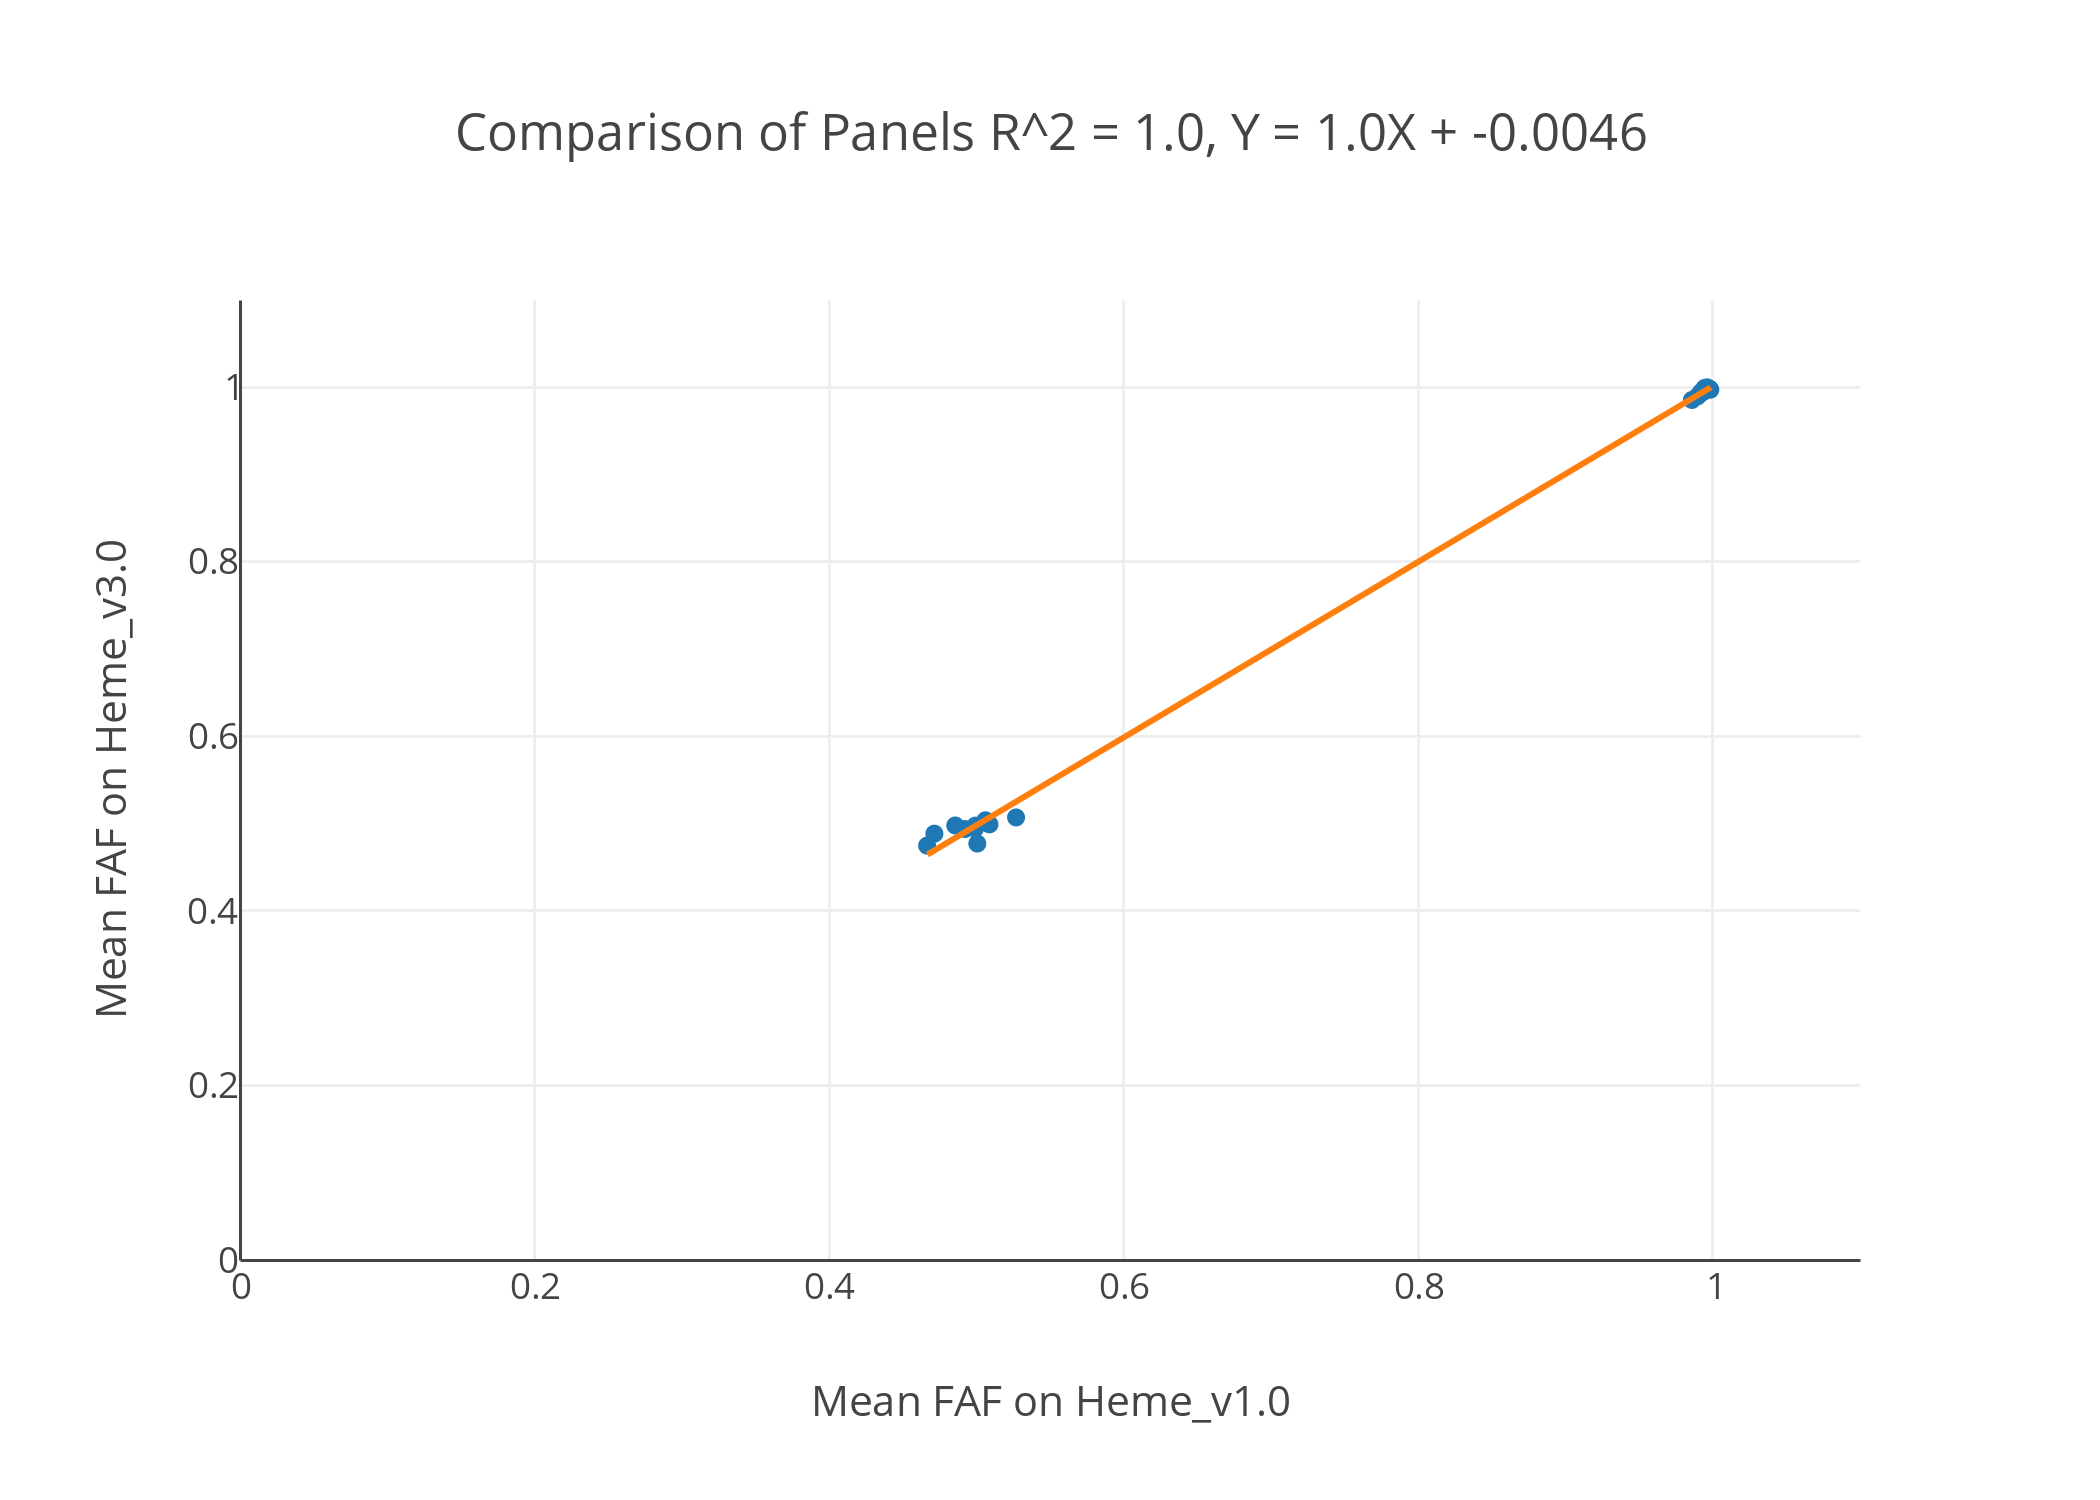 Comparison of Panels R^2 = 1.0, Y = 1.0X + -0.0046
Mean FAF on Heme_v3.0
1
0.8
0.6
0.4
0.2
0
0 0.2 0.4 0.6 0.8 1
Mean FAF on Heme_v1.0